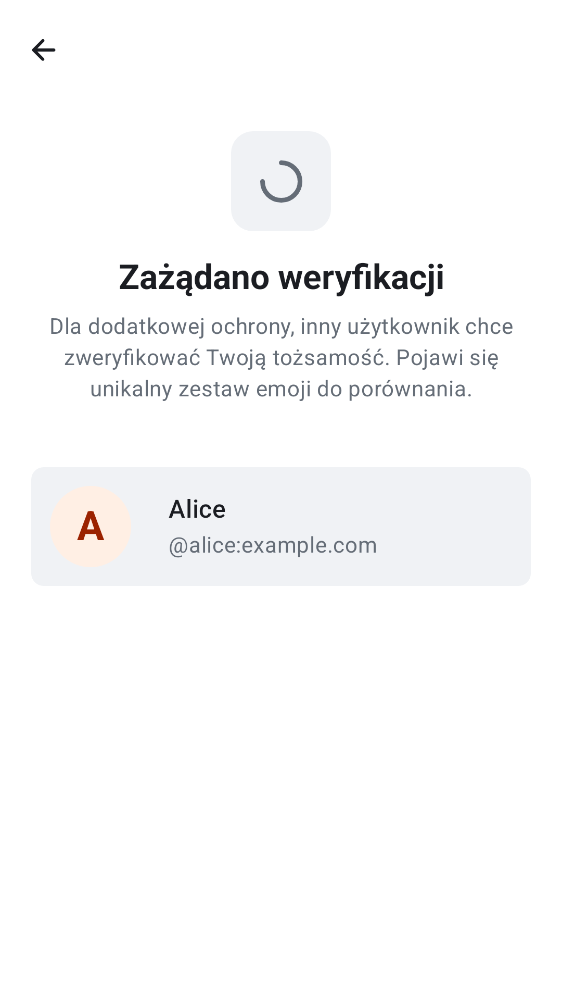 Zażądano weryfikacji
Dla dodatkowej ochrony, inny użytkownik chce
zweryfikować Twoją tożsamość. Pojawi się
unikalny zestaw emoji do porównania.
A
Alice
@alice:example.com